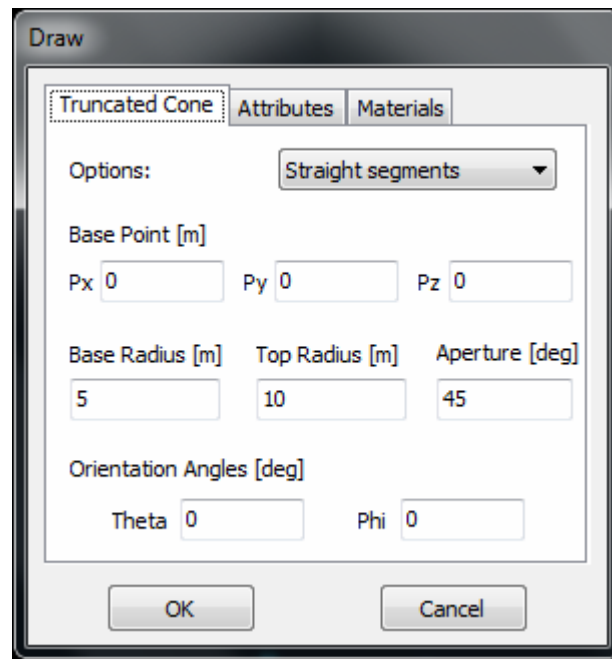 Draw
Truncated Cone Attributes Materials
Options: Straight segments
Base Point [m]
Px 0 Py 0 Pz 0
Base Radius [m] Top Radius [m] Aperture [deg]
5 10 45
Orientation Angles [deg]
Theta 0 Phi 0
OK Cancel